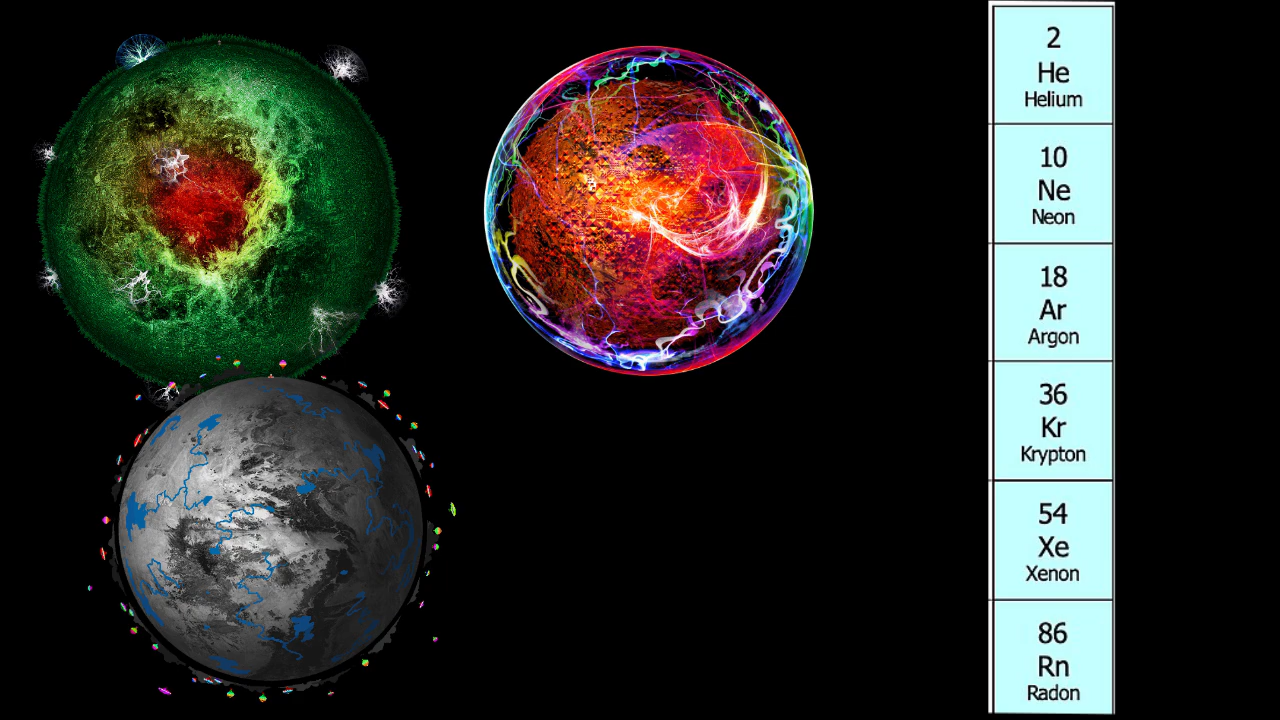 2
He
Helium
10
Ne
Neon
18
Ar
Argon
36
Kr
Krypton
54
Xe
Xenon
86
Rn
Radon